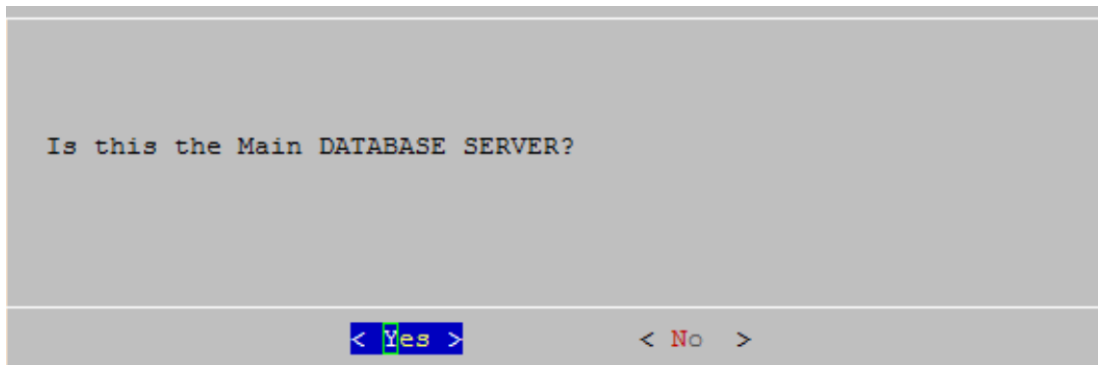 Is this the Main DATABASE SERVER?
< Yes > < No >